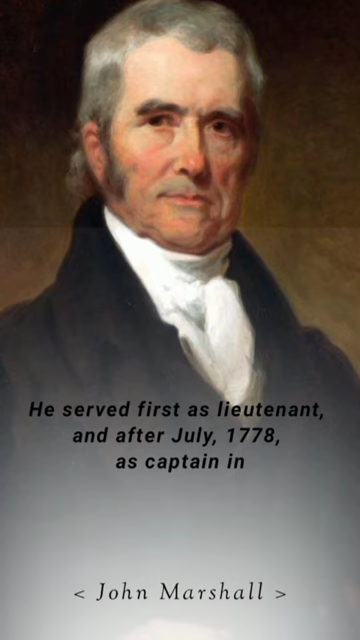 He served first as lieutenant,
and after July, 1778,
as captain in
< John Marshall >